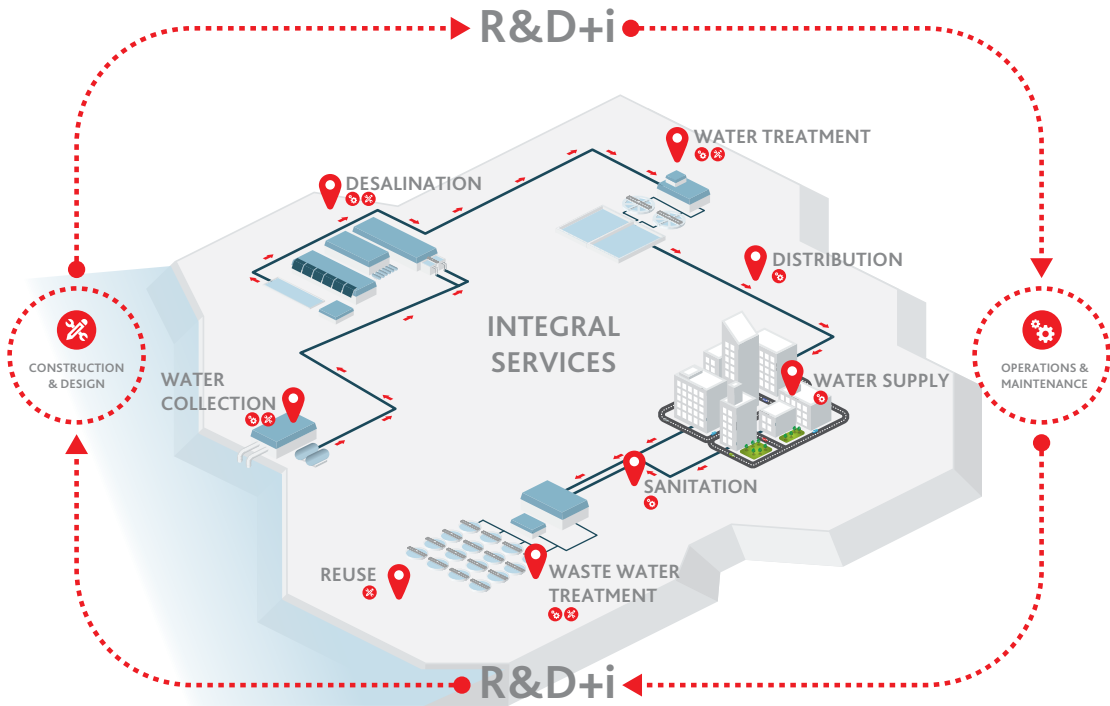 R&D+i
WATER TREATMENT
DESALINATION
DISTRIBUTION
INTEGRAL
SERVICES
CONSTRUCTION
& DESIGN
OPERATIONS &
MAINTENANCE
WATER
COLLECTION
WATER SUPPLY
SANITATION
REUSE
WASTE WATER
TREATMENT
R&D+i